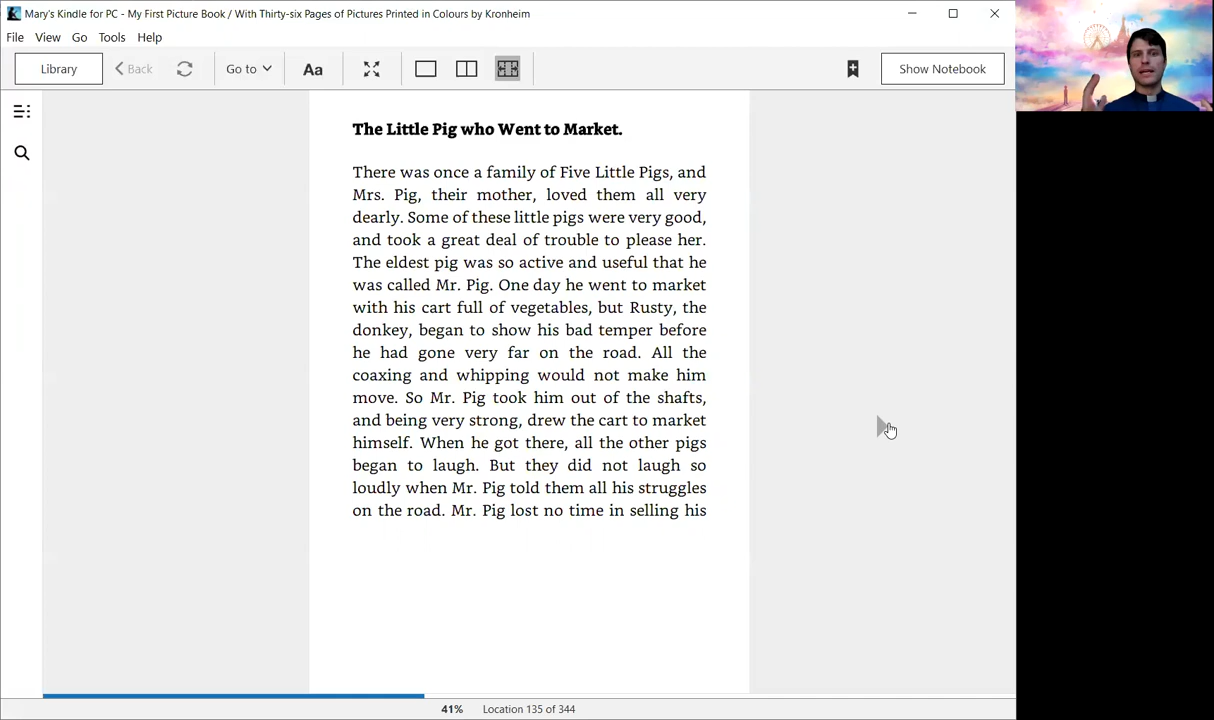 Mary's Kindle for PC - My First Picture Book / With Thirty-six Pages of Pictures Printed in Colours by Kronheim
File View Go Tools Help
Library Back Go to Aa Show Notebook
The Little Pig who Went to Market.
There was once a family of Five Little Pigs, and
Mrs. Pig, their mother, loved them all very
dearly. Some of these little pigs were very good,
and took a great deal of trouble to please her.
The eldest pig was so active and useful that he
was called Mr. Pig. One day he went to market
with his cart full of vegetables, but Rusty, the
donkey, began to show his bad temper before
he had gone very far on the road. All the
coaxing and whipping would not make him
move. So Mr. Pig took him out of the shafts,
and being very strong, drew the cart to market
himself. When he got there, all the other pigs
began to laugh. But they did not laugh so
loudly when Mr. Pig told them all his struggles
on the road. Mr. Pig lost no time in selling his
41% Location 135 of 344